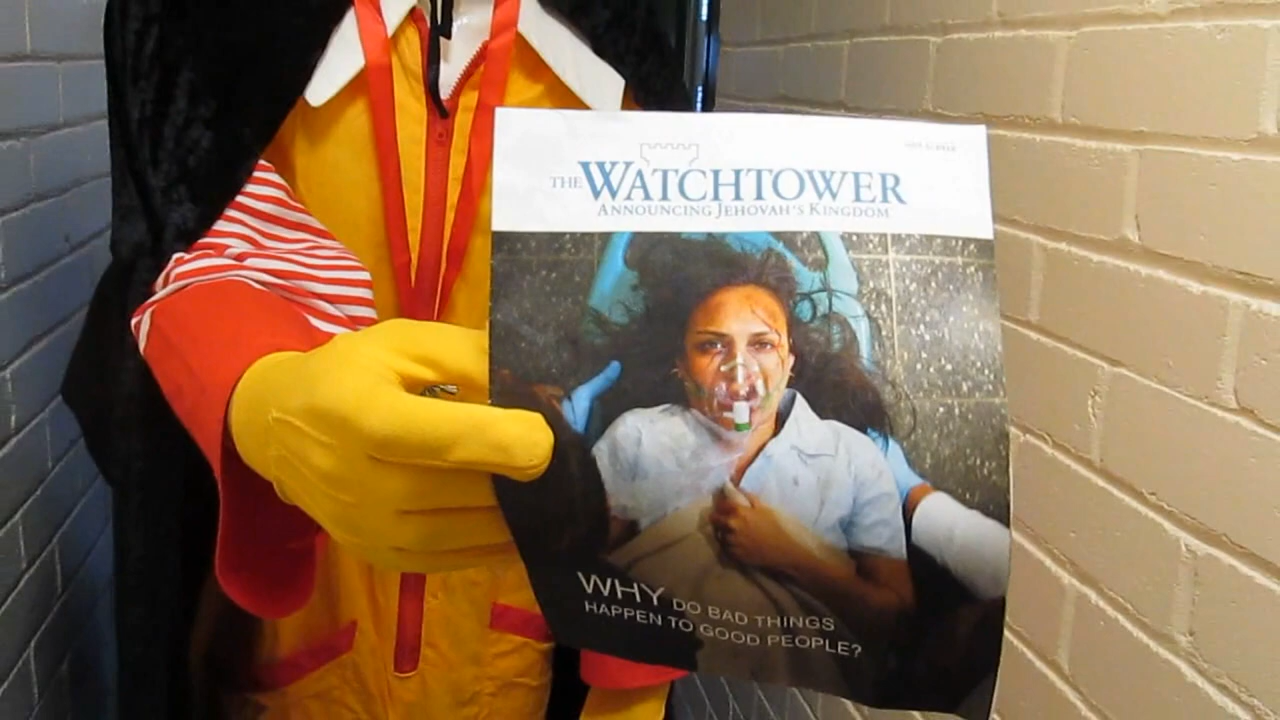 THE WATCHTOWER
ANNOUNCING JEHOVAH'S KINGDOM
WHY DO BAD THINGS
HAPPEN TO GOOD PEOPLE?